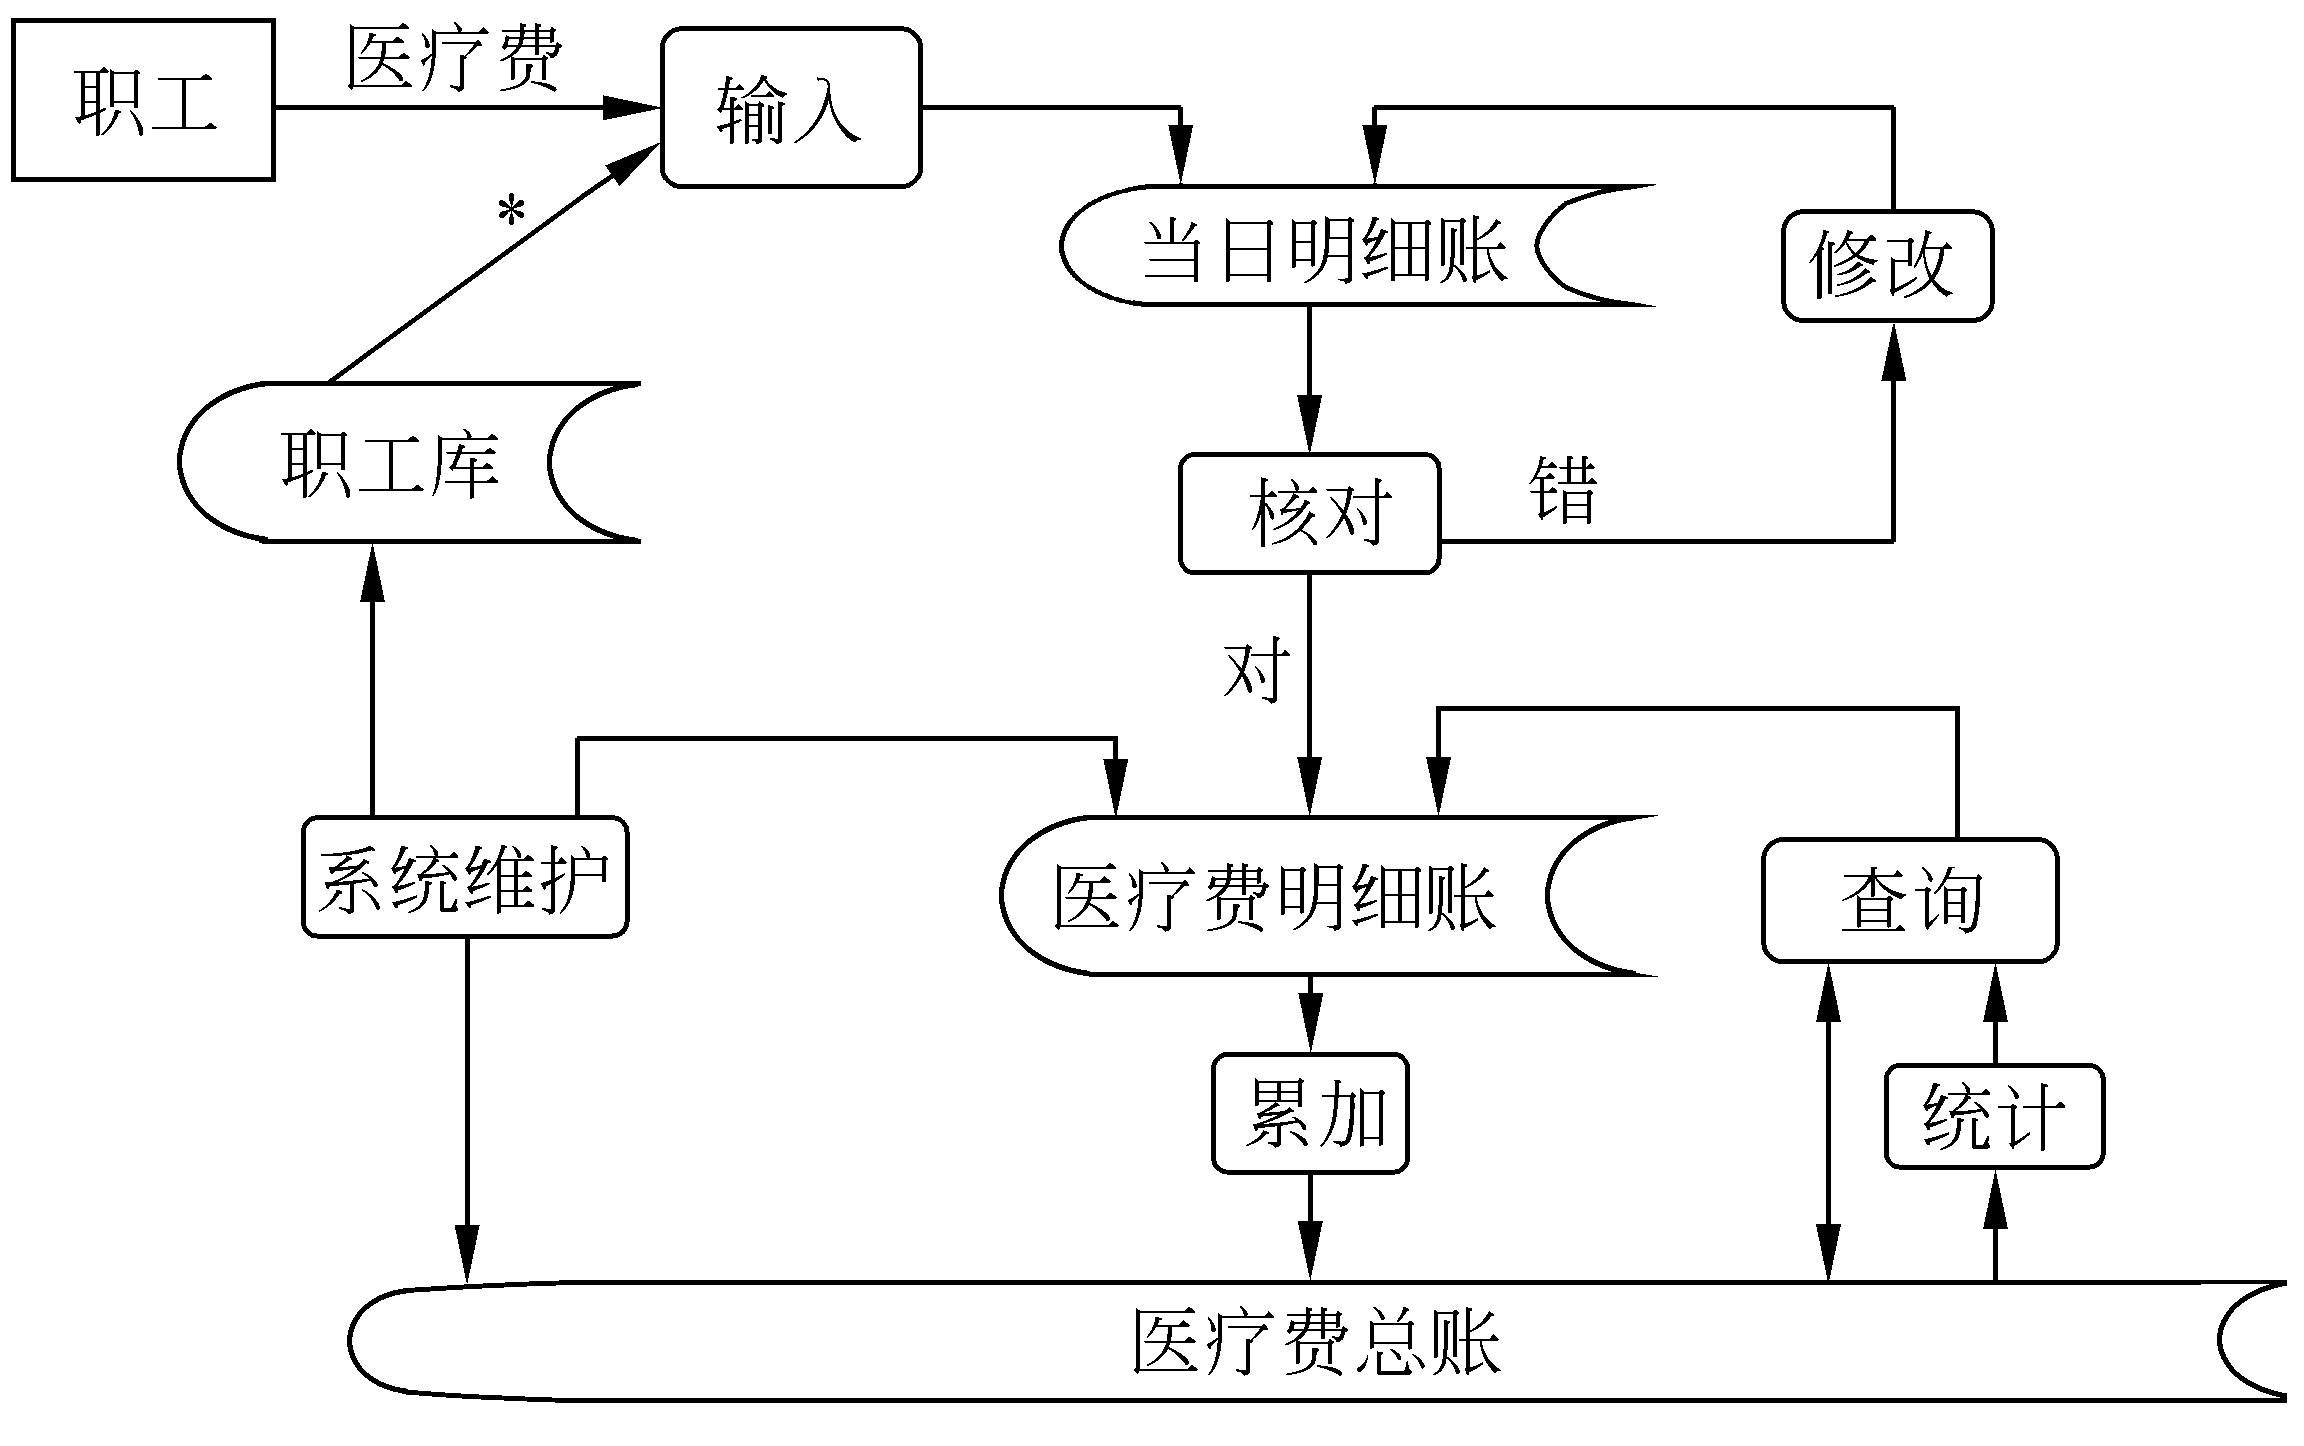 职工
医疗费
输入
*
当日明细账
修改
职工库
核对
错
对
系统维护
医疗费明细账
查询
累加
统计
医疗费总账